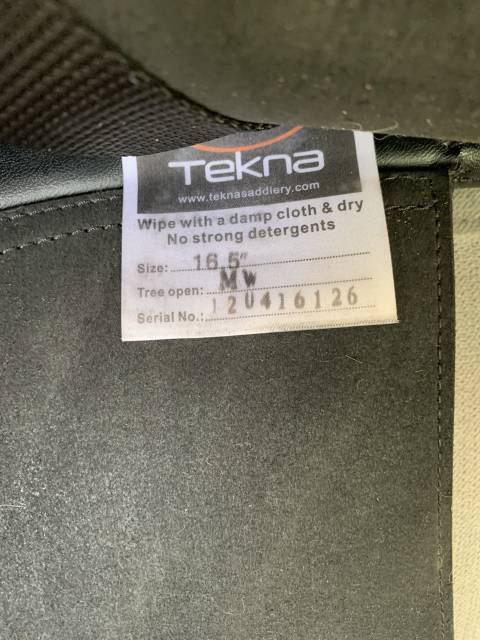 Tekna
www.teknasaddlery.com
Wipe with a damp cloth & dry
No strong detergents
Size: 16.5"
Tree open: MW
Serial No.: 120416126